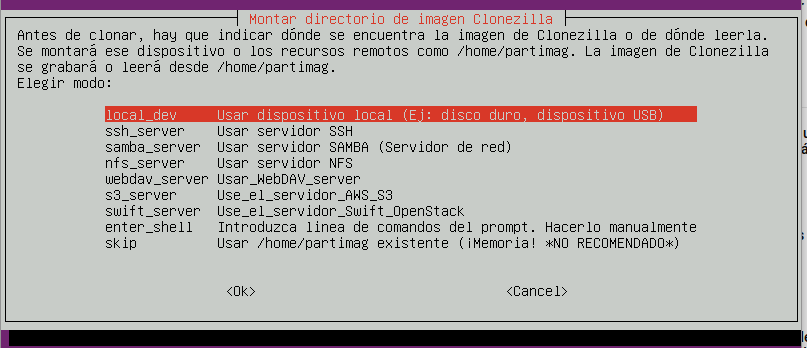 Montar directorio de imagen Clonezilla
Antes de clonar, hay que indicar dónde se encuentra la imagen de Clonezilla o de dónde leerla.
Se montará ese dispositivo o los recursos remotos como /home/partimag. La imagen de Clonezilla
se grabará o leerá desde /home/partimag.
Elegir modo:
local_dev Usar dispositivo local (Ej: disco duro, dispositivo USB)
ssh_server Usar servidor SSH
samba_server Usar servidor SAMBA (Servidor de red)
nfs_server Usar servidor NFS
webdav_server Usar_WebDAV_server
s3_server Use_el_servidor_AWS_S3
swift_server Use_el_servidor_Swift_OpenStack
enter_shell Introduzca linea de comandos del prompt. Hacerlo manualmente
skip Usar /home/partimag existente (¡Memoria! *NO RECOMENDADO*)
<Ok> <Cancel>